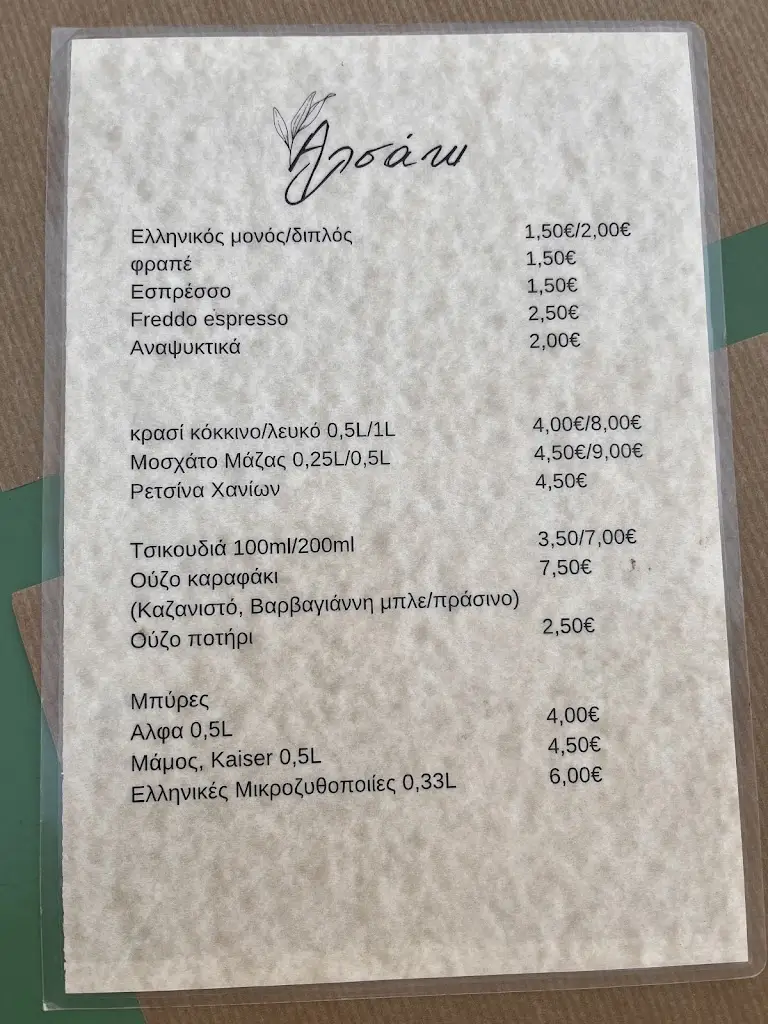 Αλσάκι
Ελληνικός μονός/διπλός 1,50€/2,00€
φραπέ 1,50€
Εσπρέσσο 1,50€
Freddo espresso 2,50€
Αναψυκτικά 2,00€
κρασί κόκκινο/λευκό 0,5L/1L 4,00€/8,00€
Μοσχάτο Μάζας 0,25L/0,5L 4,50€/9,00€
Ρετσίνα Χανίων 4,50€
Τσικουδιά 100ml/200ml 3,50/7,00€
Ούζο καραφάκι 7,50€
(Καζανιστό, Βαρβαγιάννη μπλε/πράσινο)
Ούζο ποτήρι 2,50€
Μπύρες
Αλφα 0,5L 4,00€
Μάμος, Kaiser 0,5L 4,50€
Ελληνικές Μικροζυθοποιίες 0,33L 6,00€